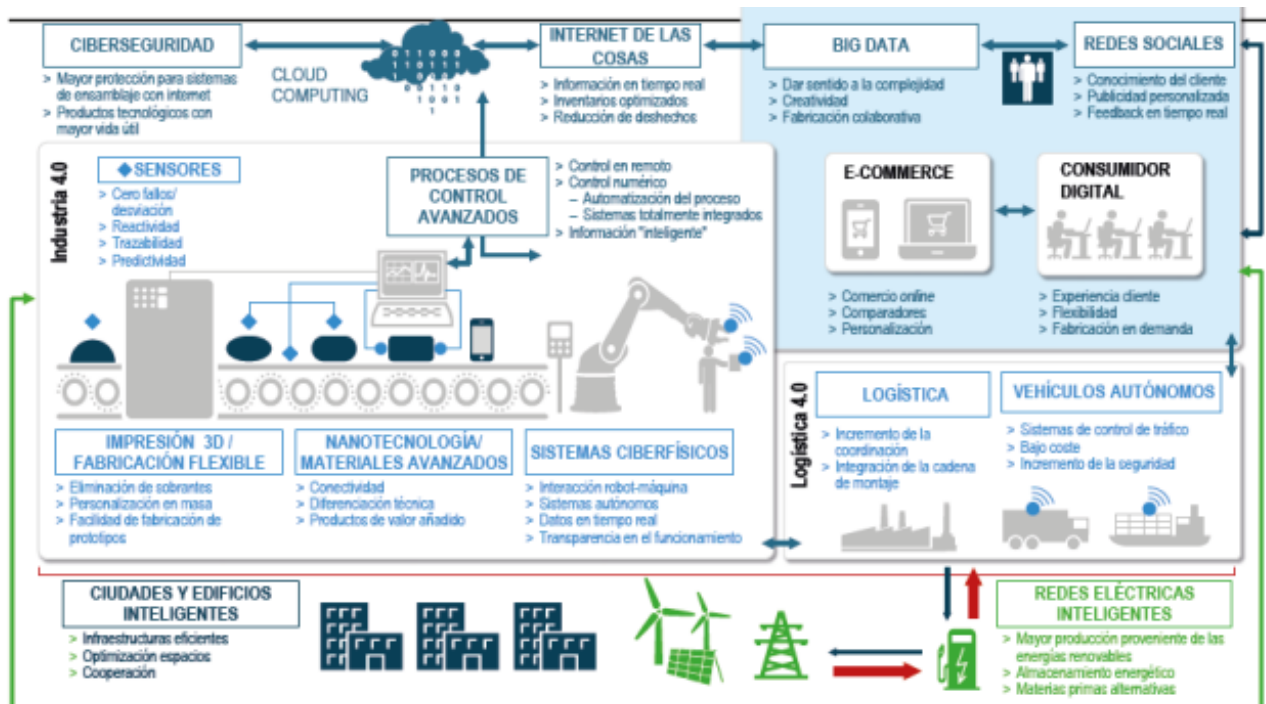 CIBERSEGURIDAD
> Mayor protección para sistemas
de ensamblaje con internet
> Productos tecnológicos con
mayor vida útil
CLOUD
COMPUTING
INTERNET DE LAS
COSAS
> Información en tiempo real
> Inventarios optimizados
> Reducción de deshechos
BIG DATA
> Dar sentido a la complejidad
> Creatividad
> Fabricación colaborativa
REDES SOCIALES
> Conocimiento del cliente
> Publicidad personalizada
> Feedback en tiempo real
Industria 4.0
SENSORES
> Cero fallos/
desviación
> Reactividad
> Trazabilidad
> Predictividad
PROCESOS DE
CONTROL
AVANZADOS
> Control en remoto
> Control numérico
– Automatización del proceso
– Sistemas totalmente integrados
> Información "inteligente"
E-COMMERCE
> Comercio online
> Comparadores
> Personalización
CONSUMIDOR
DIGITAL
> Experiencia cliente
> Flexibilidad
> Fabricación en demanda
IMPRESIÓN 3D /
FABRICACIÓN FLEXIBLE
> Eliminación de sobrantes
> Personalización en masa
> Facilidad de fabricación de
prototipos
NANOTECNOLOGÍA/
MATERIALES AVANZADOS
> Conectividad
> Diferenciación técnica
> Productos de valor añadido
SISTEMAS CIBERFÍSICOS
> Interacción robot-máquina
> Sistemas autónomos
> Datos en tiempo real
> Transparencia en el funcionamiento
Logística 4.0
LOGÍSTICA
> Incremento de la
coordinación
> Integración de la cadena
de montaje
VEHÍCULOS AUTÓNOMOS
> Sistemas de control de tráfico
> Bajo coste
> Incremento de la seguridad
CIUDADES Y EDIFICIOS
INTELIGENTES
> Infraestructuras eficientes
> Optimización espacios
> Cooperación
REDES ELÉCTRICAS
INTELIGENTES
> Mayor producción proveniente de las
energías renovables
> Almacenamiento energético
> Materias primas alternativas